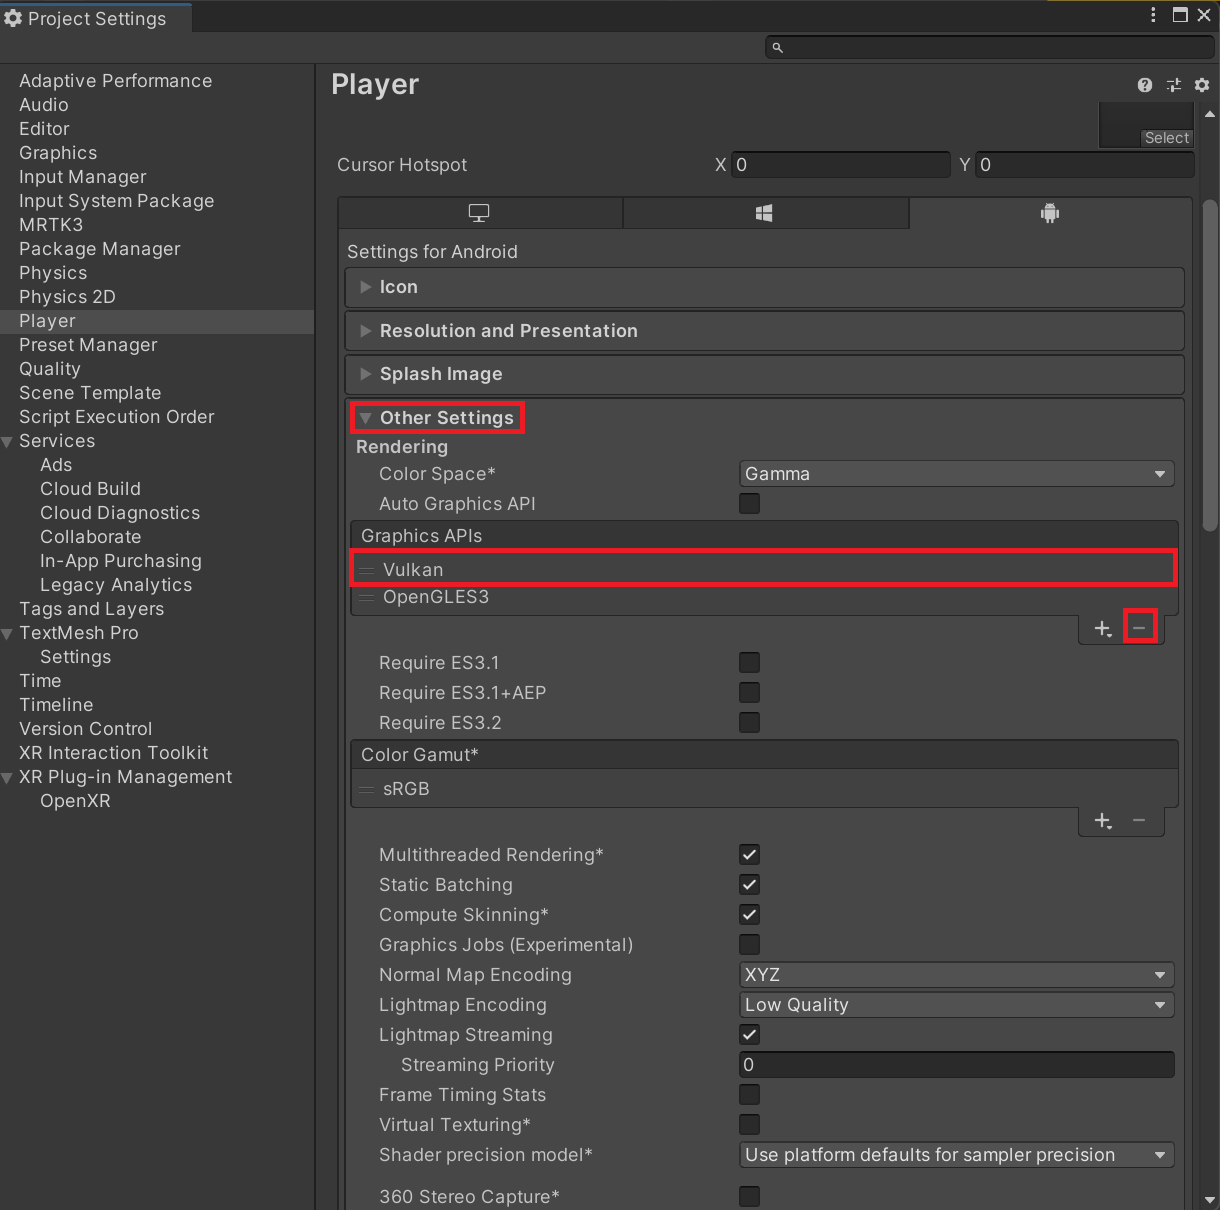 Project Settings
Adaptive Performance
Audio
Editor
Graphics
Input Manager
Input System Package
MRTK3
Package Manager
Physics
Physics 2D
Player
Preset Manager
Quality
Scene Template
Script Execution Order
Services
Ads
Cloud Build
Cloud Diagnostics
Collaborate
In-App Purchasing
Legacy Analytics
Tags and Layers
TextMesh Pro
Settings
Time
Timeline
Version Control
XR Interaction Toolkit
XR Plug-in Management
OpenXR
Player
Select
Cursor Hotspot X 0 Y 0
Settings for Android
Icon
Resolution and Presentation
Splash Image
Other Settings
Rendering
Color Space* Gamma
Auto Graphics API
Graphics APIs
Vulkan
OpenGLES3
Require ES3.1
Require ES3.1+AEP
Require ES3.2
Color Gamut*
sRGB
Multithreaded Rendering*
Static Batching
Compute Skinning*
Graphics Jobs (Experimental)
Normal Map Encoding XYZ
Lightmap Encoding Low Quality
Lightmap Streaming
Streaming Priority 0
Frame Timing Stats
Virtual Texturing*
Shader precision model* Use platform defaults for sampler precision
360 Stereo Capture*